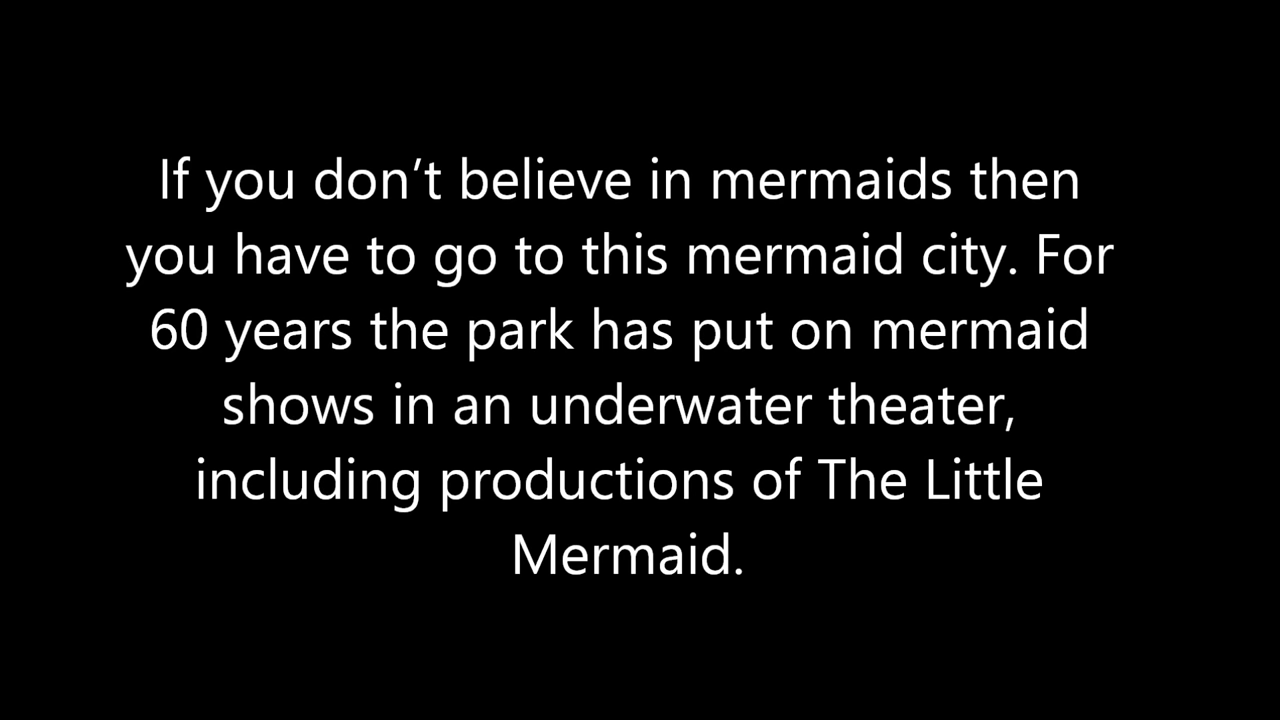 If you don’t believe in mermaids then
you have to go to this mermaid city. For
60 years the park has put on mermaid
shows in an underwater theater,
including productions of The Little
Mermaid.